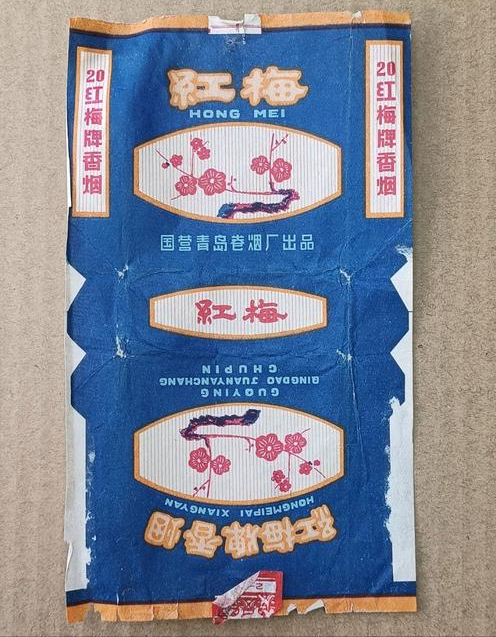 紅梅
HONG MEI
20红梅牌香烟
20红梅牌香烟
国营青岛卷烟厂出品
紅梅
GUOYING
QINGDAO JUANYANCHANG
CHUPIN
HONGMEIPAI XIANGYAN
紅梅牌香烟